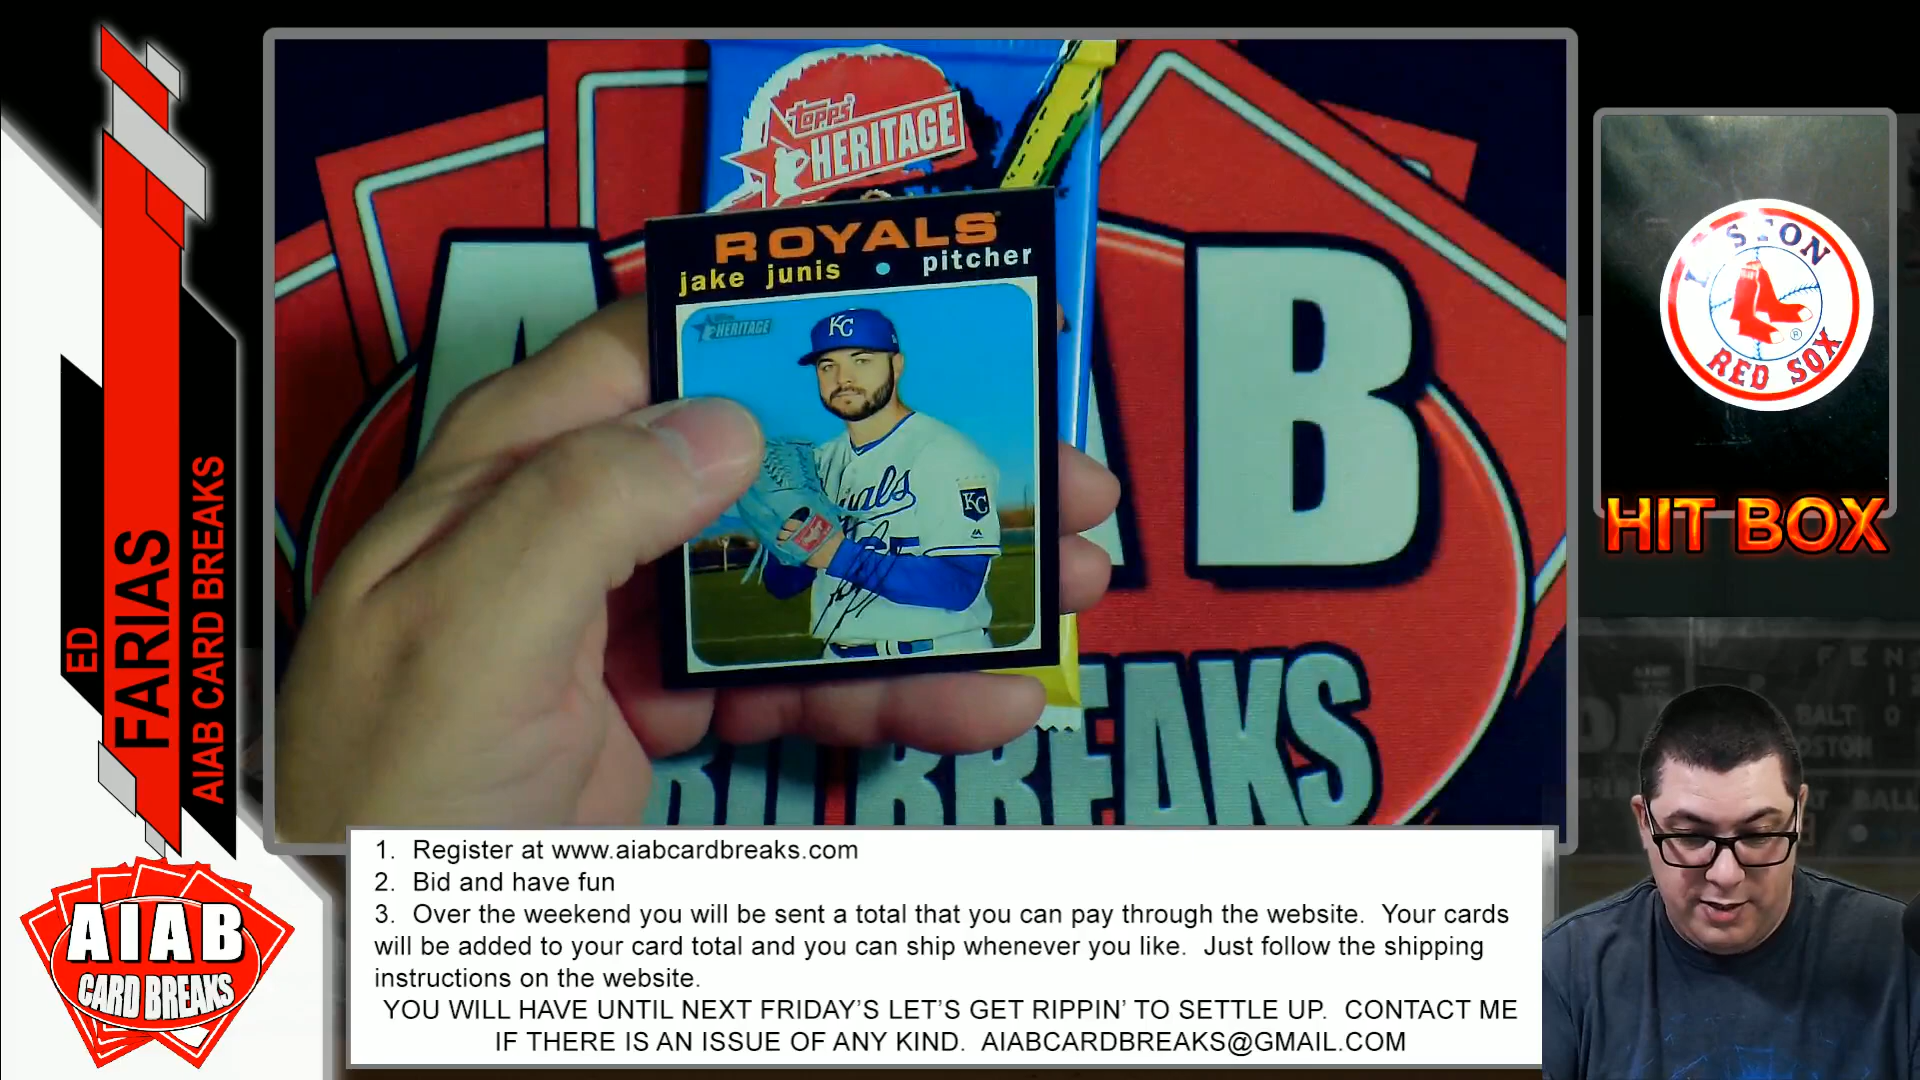 ED
FARIAS
AIAB CARD BREAKS
AIAB
CARD BREAKS
topps
HERITAGE
ROYALS
jake junis • pitcher
HERITAGE
KC
KC
B
BREAKS
RED SOX
HIT BOX
BALT 0
BOSTON
1. Register at www.aiabcardbreaks.com
2. Bid and have fun
3. Over the weekend you will be sent a total that you can pay through the website. Your cards
will be added to your card total and you can ship whenever you like. Just follow the shipping
instructions on the website.
YOU WILL HAVE UNTIL NEXT FRIDAY'S LET'S GET RIPPIN' TO SETTLE UP. CONTACT ME
IF THERE IS AN ISSUE OF ANY KIND. AIABCARDBREAKS@GMAIL.COM